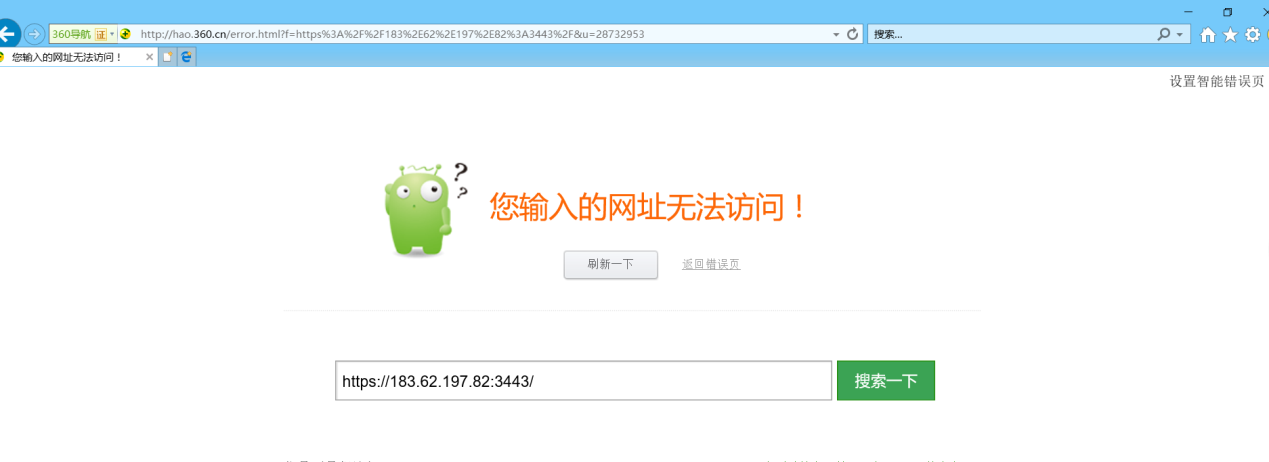 360导航 证 http://hao.360.cn/error.html?f=https%3A%2F%2F183%2E62%2E197%2E82%3A3443%2F&u=28732953 搜索...
您输入的网址无法访问！
设置智能错误页
您输入的网址无法访问！
刷新一下 返回错误页
https://183.62.197.82:3443/ 搜索一下